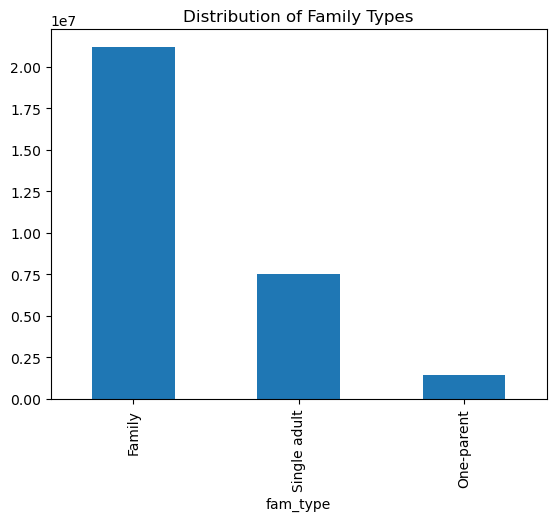 Distribution of Family Types
1e7
2.00
1.75
1.50
1.25
1.00
0.75
0.50
0.25
0.00
Family
Single adult
One-parent
fam_type